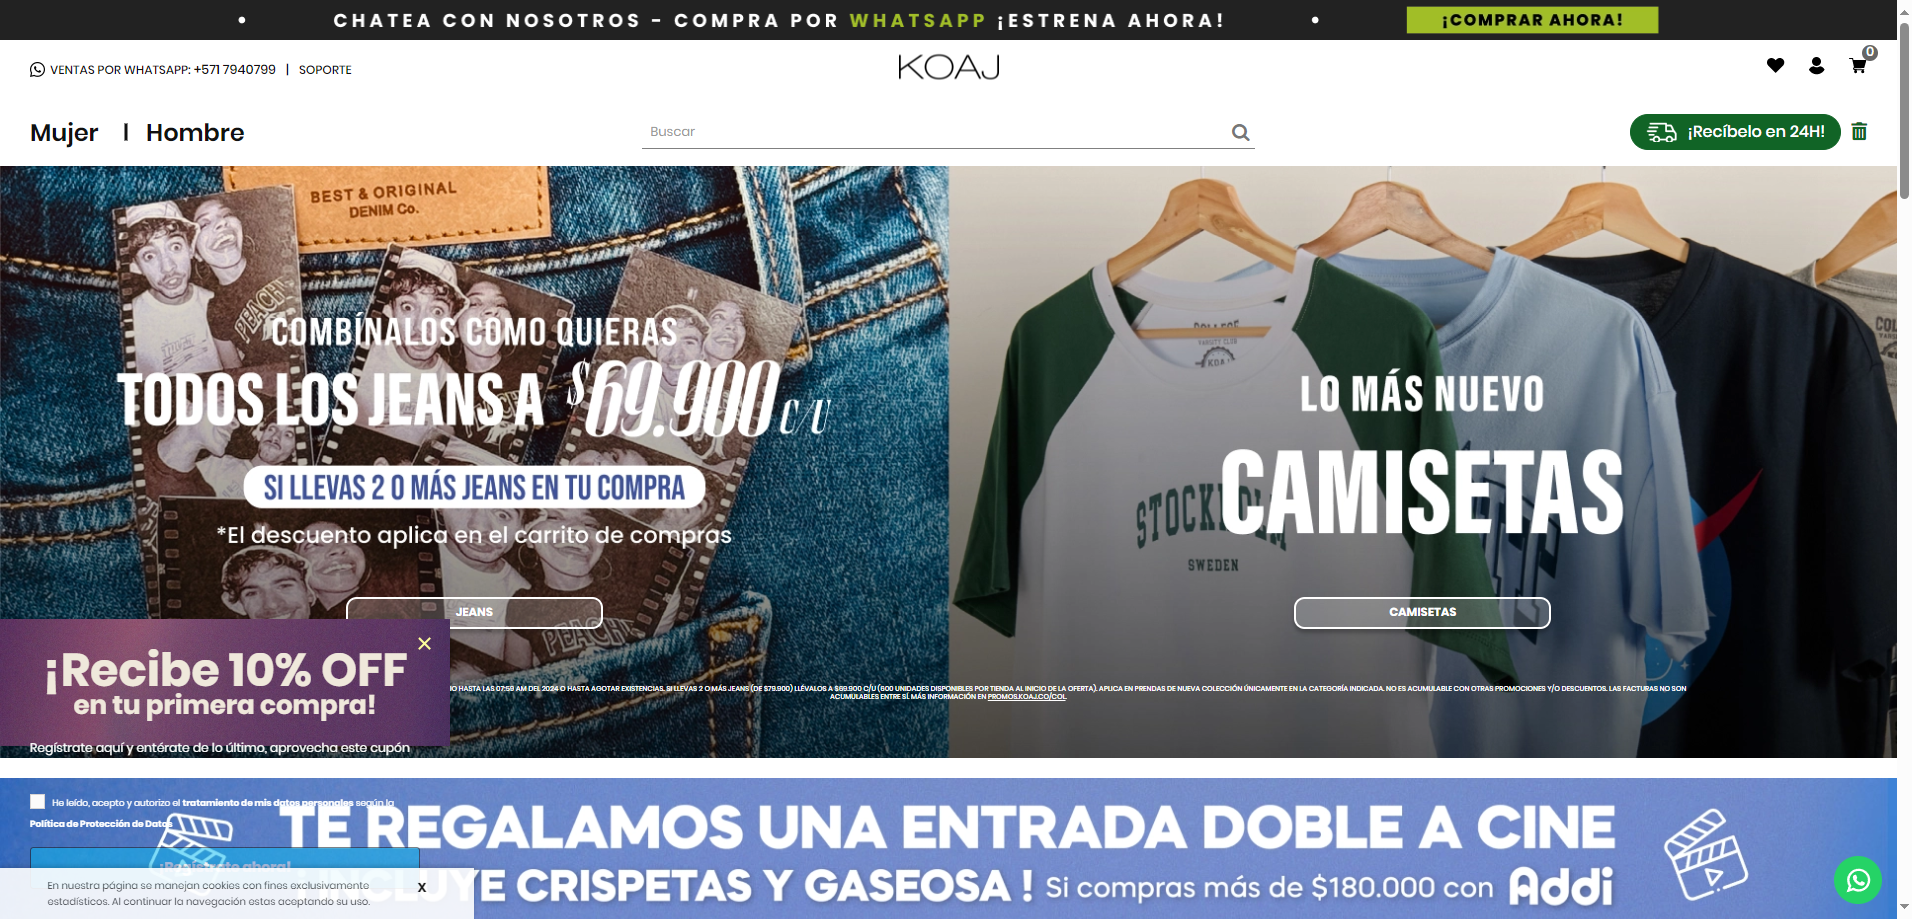 CHATEA CON NOSOTROS - COMPRA POR WHATSAPP ¡ESTRENA AHORA!
¡COMPRAR AHORA!
VENTAS POR WHATSAPP: +571 7940799 | SOPORTE
KOAJ
0
Mujer | Hombre
Buscar
¡Recíbelo en 24H!
BEST & ORIGINAL
DENIM Co.
PEACHY
COMBÍNALOS COMO QUIERAS
TODOS LOS JEANS A $69.900 C/U
SI LLEVAS 2 O MÁS JEANS EN TU COMPRA
*El descuento aplica en el carrito de compras
JEANS
PEACHY
COLLEGE
VARSITY CLUB
KOAJ
LO MÁS NUEVO
CAMISETAS
SWEDEN
CAMISETAS
HASTA LAS 07:59 AM DEL 2024 O HASTA AGOTAR EXISTENCIAS. SI LLEVAS 2 O MÁS JEANS (DE $79.900) LLÉVALOS A $69.900 C/U (600 UNIDADES DISPONIBLES POR TIENDA AL INICIO DE LA OFERTA). APLICA EN PRENDAS DE NUEVA COLECCIÓN ÚNICAMENTE EN LA CATEGORÍA INDICADA. NO ES ACUMULABLE CON OTRAS PROMOCIONES Y/O DESCUENTOS. LAS FACTURAS NO SON
ACUMULABLES ENTRE SÍ. MÁS INFORMACIÓN EN PROMOS.KOAJ.CO/COL
¡Recibe 10% OFF
en tu primera compra!
Regístrate aquí y entérate de lo último, aprovecha este cupón
He leído, acepto y autorizo el tratamiento de mis datos personales según la
Política de Protección de Datos
¡Regístrate ahora!
TE REGALAMOS UNA ENTRADA DOBLE A CINE
CRISPETAS Y GASEOSA ! Si compras más de $180.000 con Addi
En nuestra página se manejan cookies con fines exclusivamente
estadísticos. Al continuar la navegación estas aceptando su uso.
X